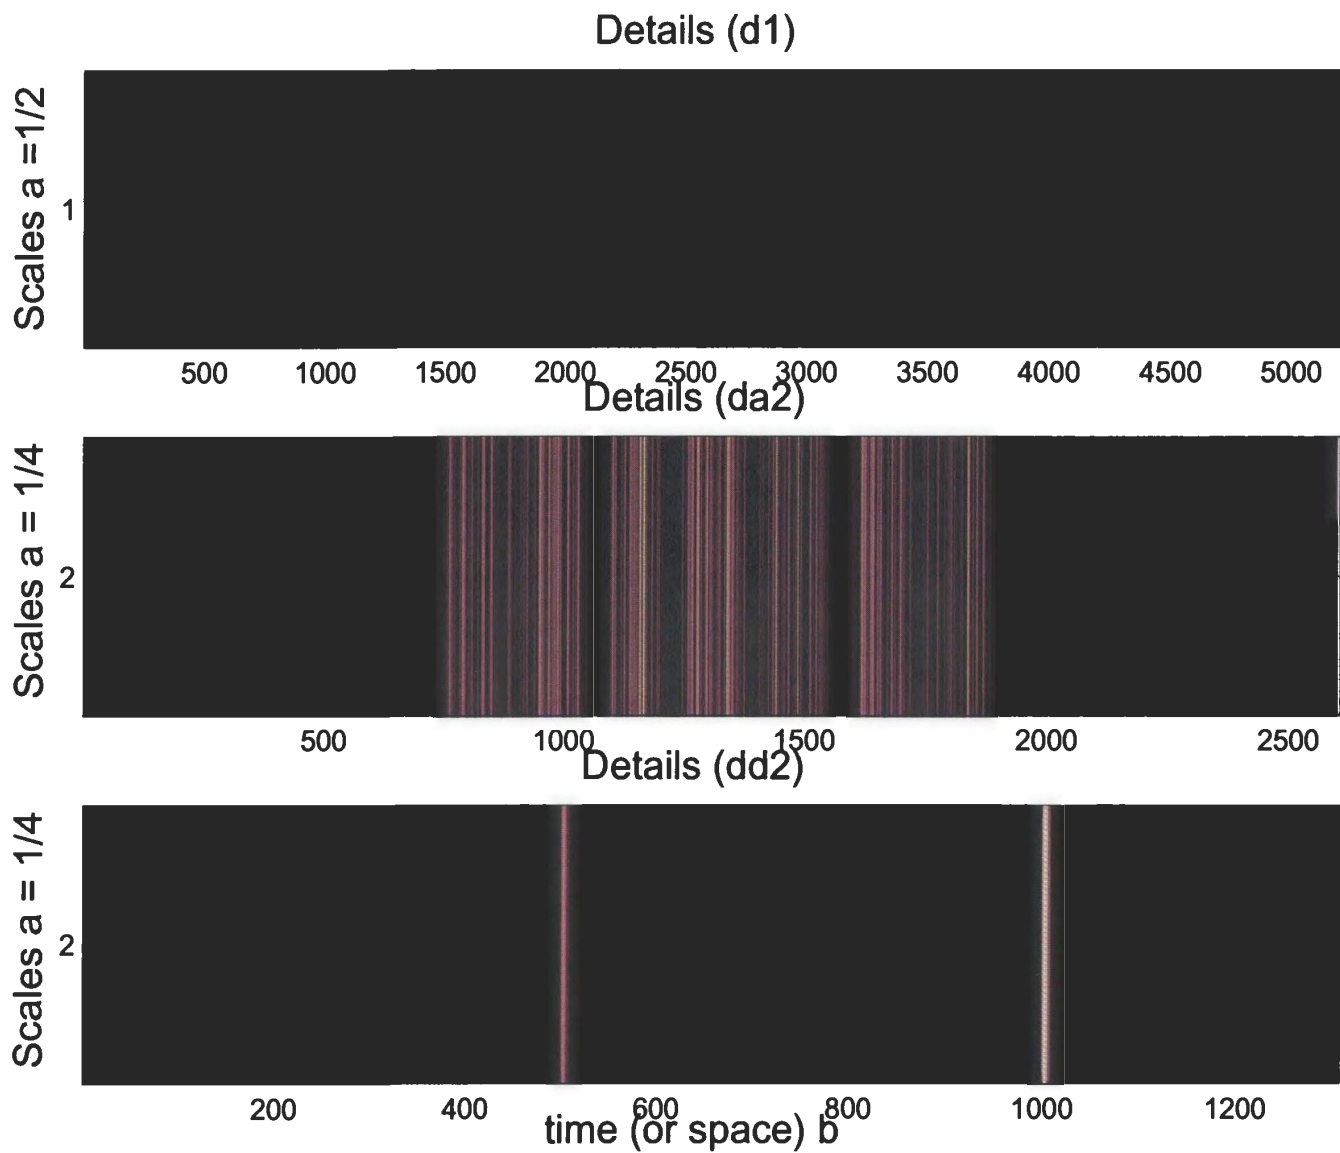 Details (d1)
Scales a =1/2
1
500 1000 1500 2000 2500 3000 3500 4000 4500 5000
Details (da2)
Scales a = 1/4
2
500 1000 1500 2000 2500
Details (dd2)
Scales a = 1/4
2
200 400 600 800 1000 1200
time (or space) b